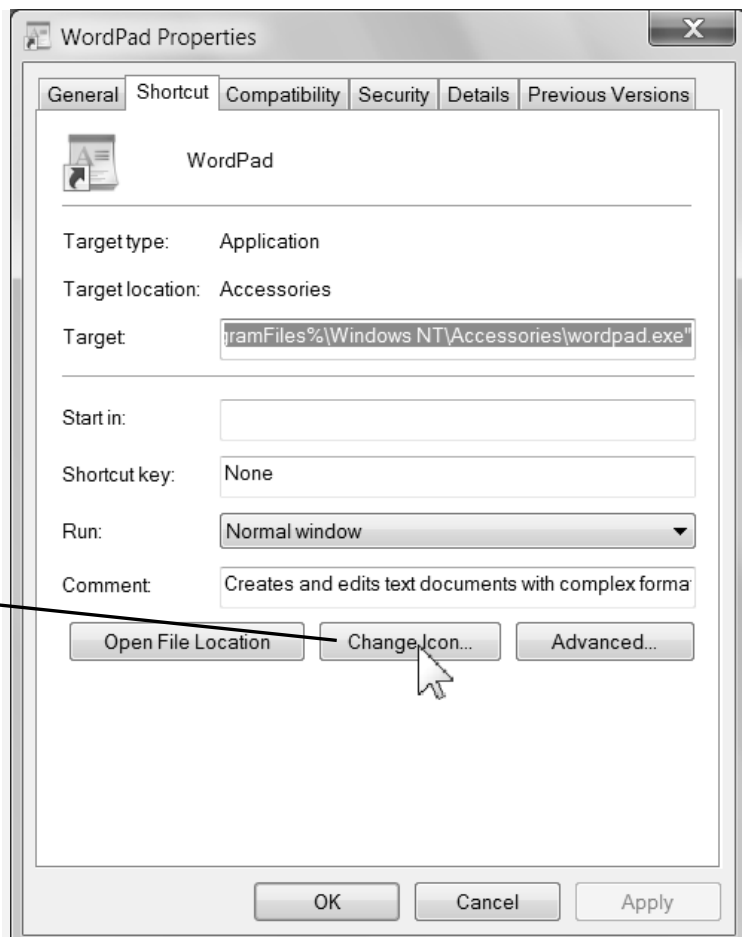 WordPad Properties
X
General Shortcut Compatibility Security Details Previous Versions
WordPad
Target type: Application
Target location: Accessories
Target: gramFiles%\Windows NT\Accessories\wordpad.exe"
Start in:
Shortcut key: None
Run: Normal window
Comment: Creates and edits text documents with complex forma
Open File Location Change Icon... Advanced...
OK Cancel Apply